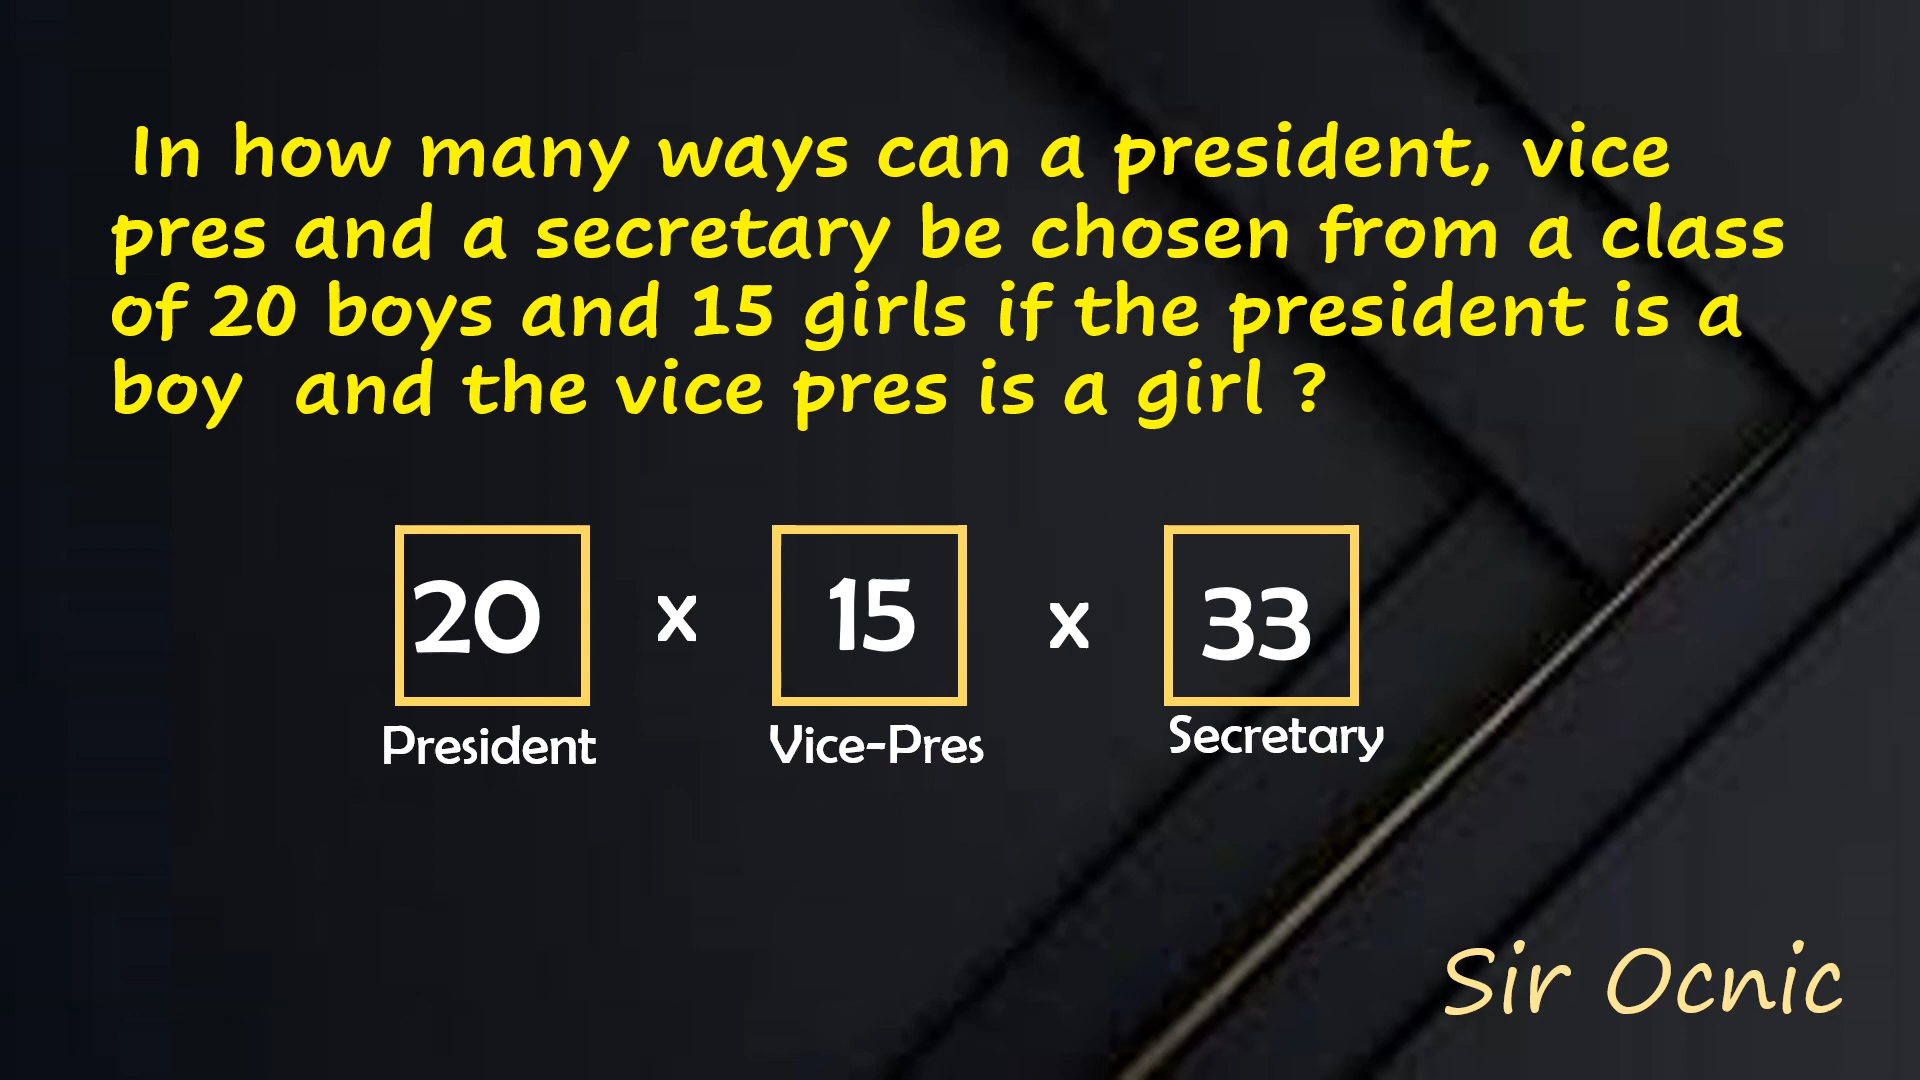 In how many ways can a president, vice
pres and a secretary be chosen from a class
of 20 boys and 15 girls if the president is a
boy and the vice pres is a girl ?
20 x 15 x 33
President Vice-Pres Secretary
Sir Ocnic